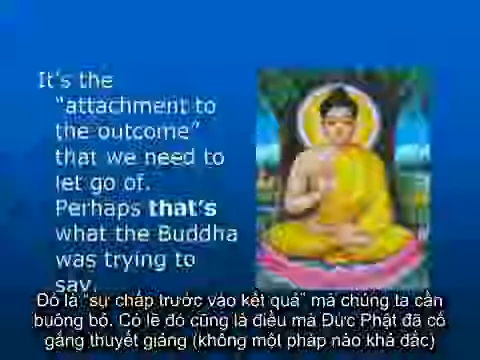 It's the
"attachment to
the outcome"
that we need to
let go of.
Perhaps that's
what the Buddha
was trying to
say.
Đó là "sự chấp trước vào kết quả" mà chúng ta cần
buông bỏ. Có lẽ đó cũng là điều mà Đức Phật đã cố
gắng thuyết giảng (không một pháp nào khả đắc)